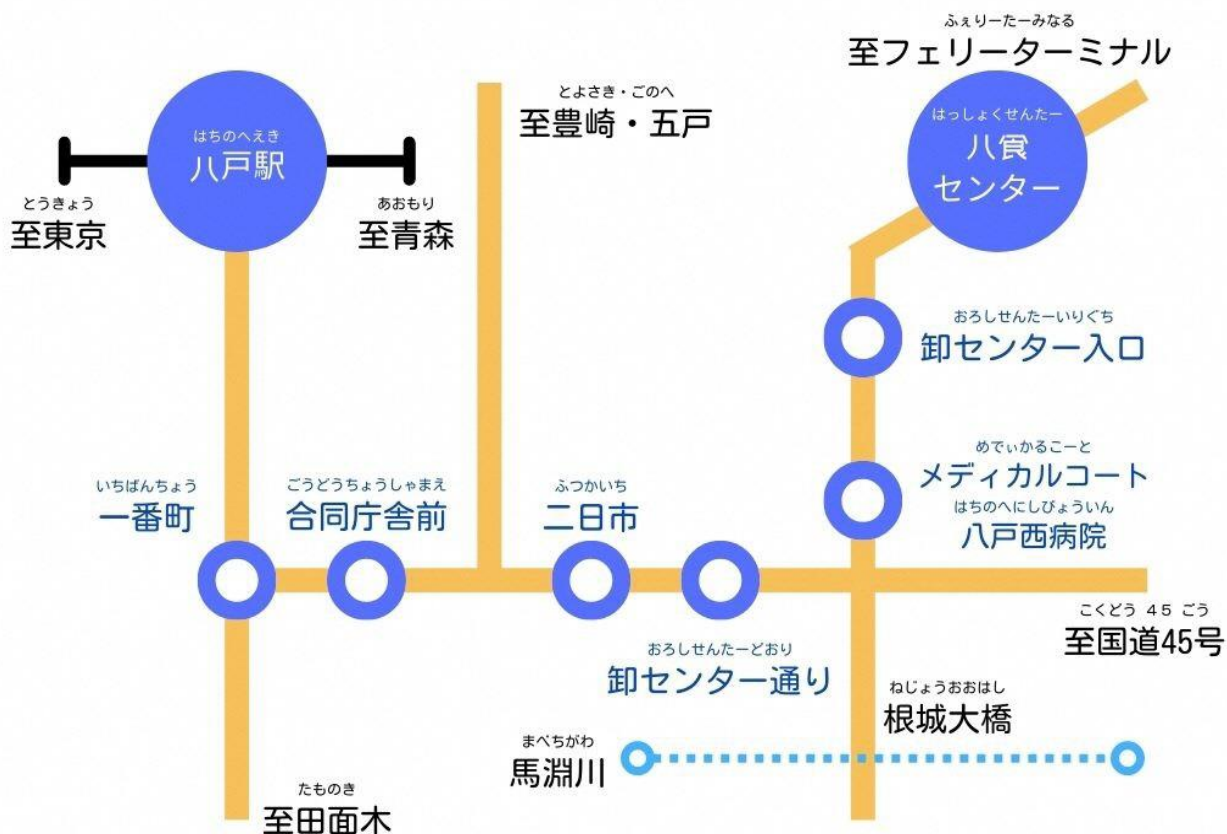 ふぇりーたーみなる
至フェリーターミナル
とよさき・ごのへ
至豊崎・五戸
はちのへえき
八戸駅
はっしょくせんたー
八食
センター
とうきょう
至東京
あおもり
至青森
おろしせんたーいりぐち
卸センター入口
めでぃかるこーと
メディカルコート
はちのへにしびょういん
八戸西病院
いちばんちょう
一番町
ごうどうちょうしゃまえ
合同庁舎前
ふつかいち
二日市
こくどう 45 ごう
至国道45号
おろしせんたーどおり
卸センター通り
ねじょうおおはし
根城大橋
まべちがわ
馬淵川
たものき
至田面木